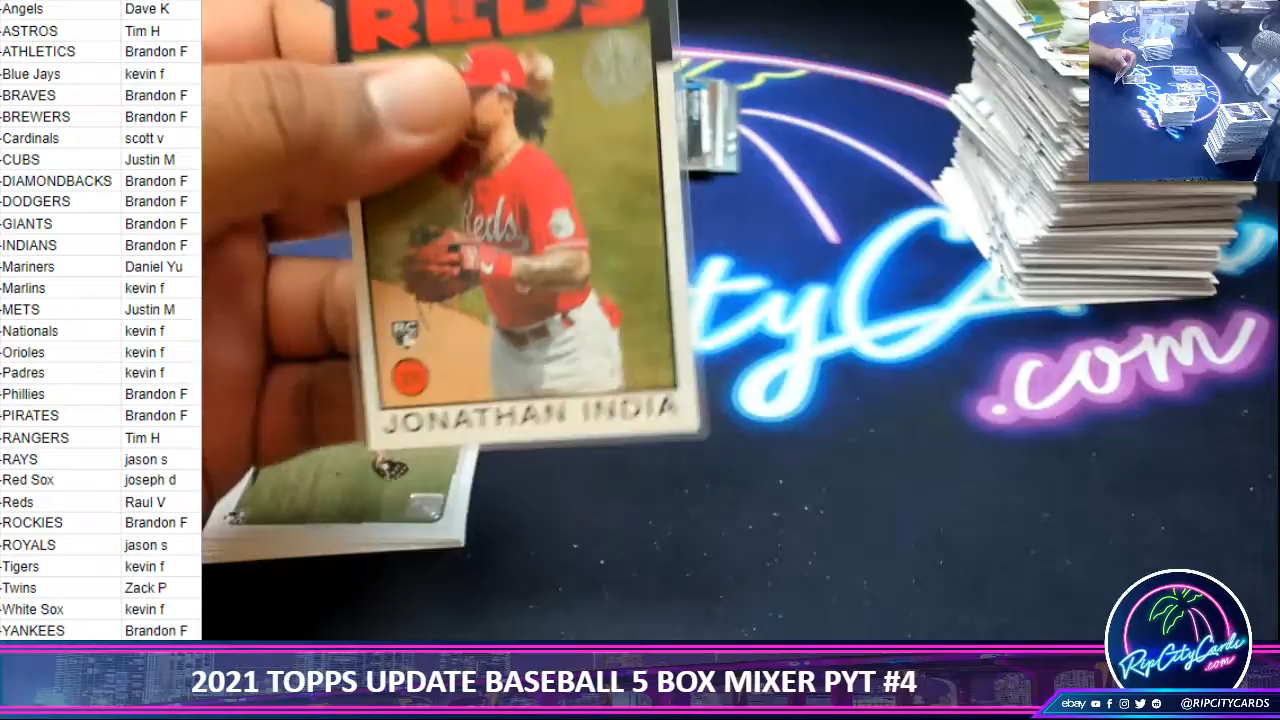 -Angels Dave K
-ASTROS Tim H
-ATHLETICS Brandon F
-Blue Jays kevin f
-BRAVES Brandon F
-BREWERS Brandon F
-Cardinals scott v
-CUBS Justin M
-DIAMONDBACKS Brandon F
-DODGERS Brandon F
-GIANTS Brandon F
-INDIANS Brandon F
-Mariners Daniel Yu
-Marlins kevin f
-METS Justin M
-Nationals kevin f
-Orioles kevin f
-Padres kevin f
-Phillies Brandon F
-PIRATES Brandon F
-RANGERS Tim H
-RAYS jason s
-Red Sox joseph d
-Reds Raul V
-ROCKIES Brandon F
-ROYALS jason s
-Tigers kevin f
-Twins Zack P
-White Sox kevin f
-YANKEES Brandon F
REDS
Reds
RC
JONATHAN INDIA
tyCa
.com
RipCityCards
.com
2021 TOPPS UPDATE BASEBALL 5 BOX MIXER PYT #4
ebay @RIPCITYCARDS